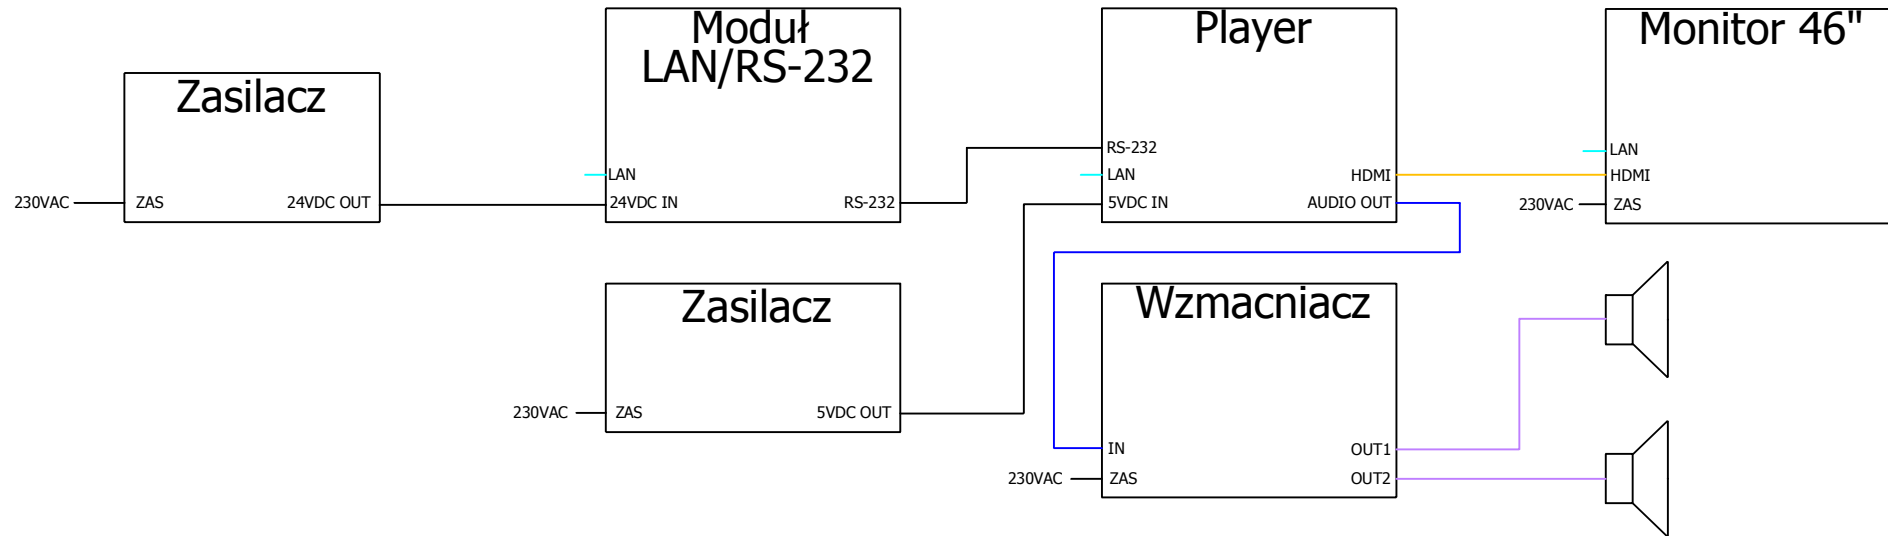 Zasilacz
230VAC
ZAS
24VDC OUT
Moduł
LAN/RS-232
LAN
24VDC IN
RS-232
Player
RS-232
LAN
5VDC IN
HDMI
AUDIO OUT
Monitor 46"
LAN
HDMI
230VAC
ZAS
Zasilacz
230VAC
ZAS
5VDC OUT
Wzmacniacz
IN
230VAC
ZAS
OUT1
OUT2